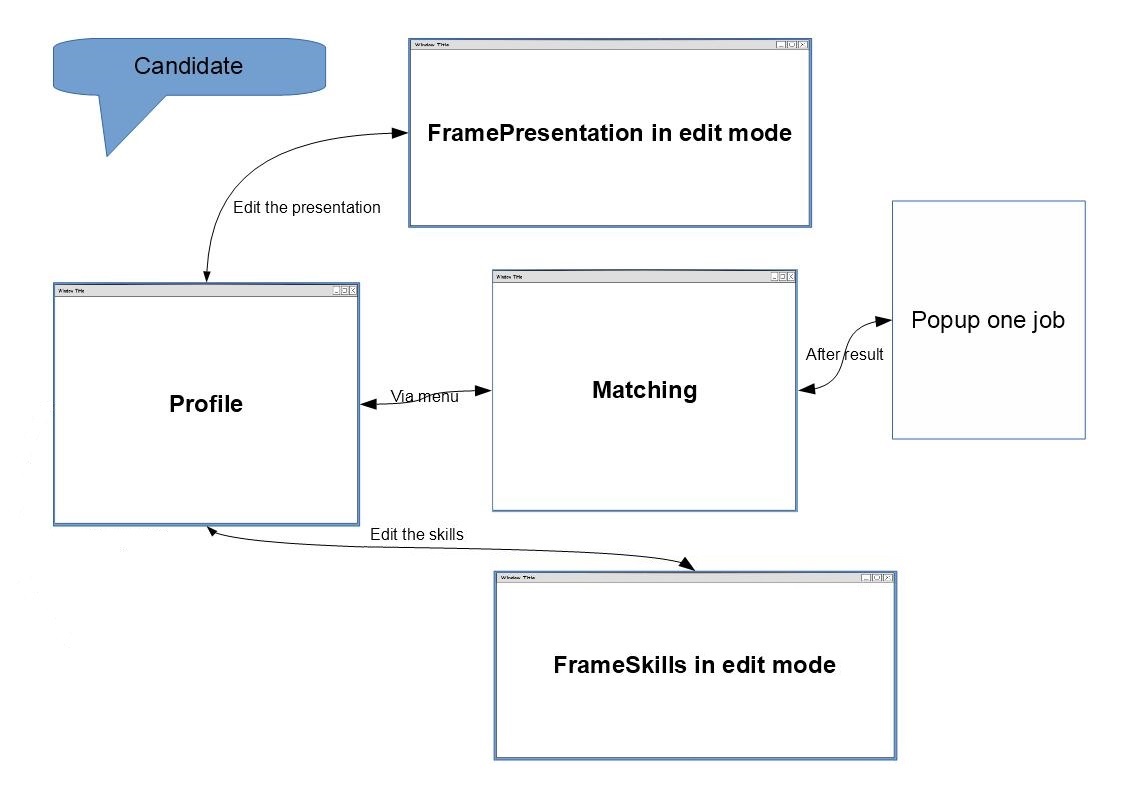 Candidate
Window Title
FramePresentation in edit mode
Edit the presentation
Window Title
Profile
Via menu
Window Title
Matching
After result
Popup one job
Edit the skills
Window Title
FrameSkills in edit mode